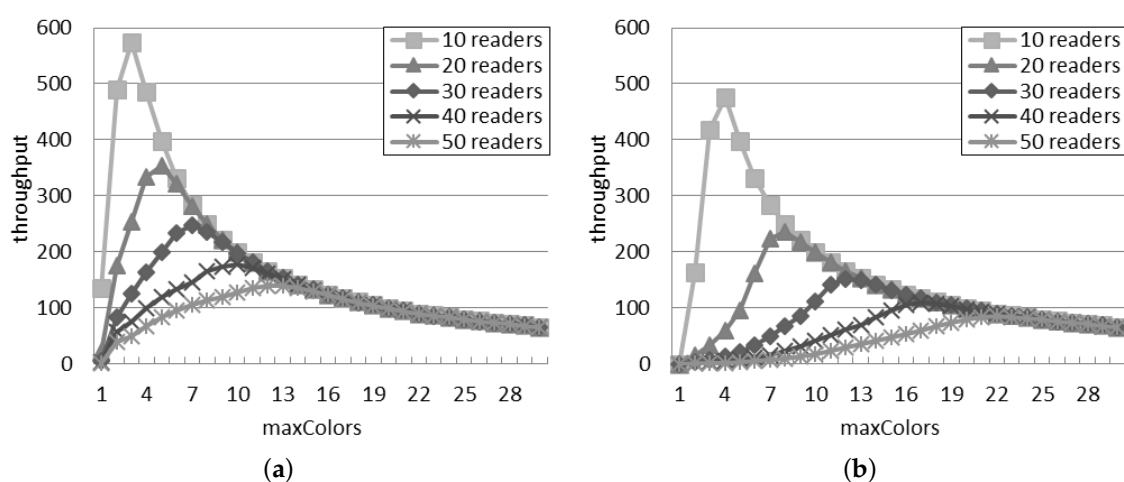 600
500
400
300
200
100
0
throughput
1 4 7 10 13 16 19 22 25 28
maxColors
10 readers
20 readers
30 readers
40 readers
50 readers
(a)
600
500
400
300
200
100
0
throughput
1 4 7 10 13 16 19 22 25 28
maxColors
10 readers
20 readers
30 readers
40 readers
50 readers
(b)